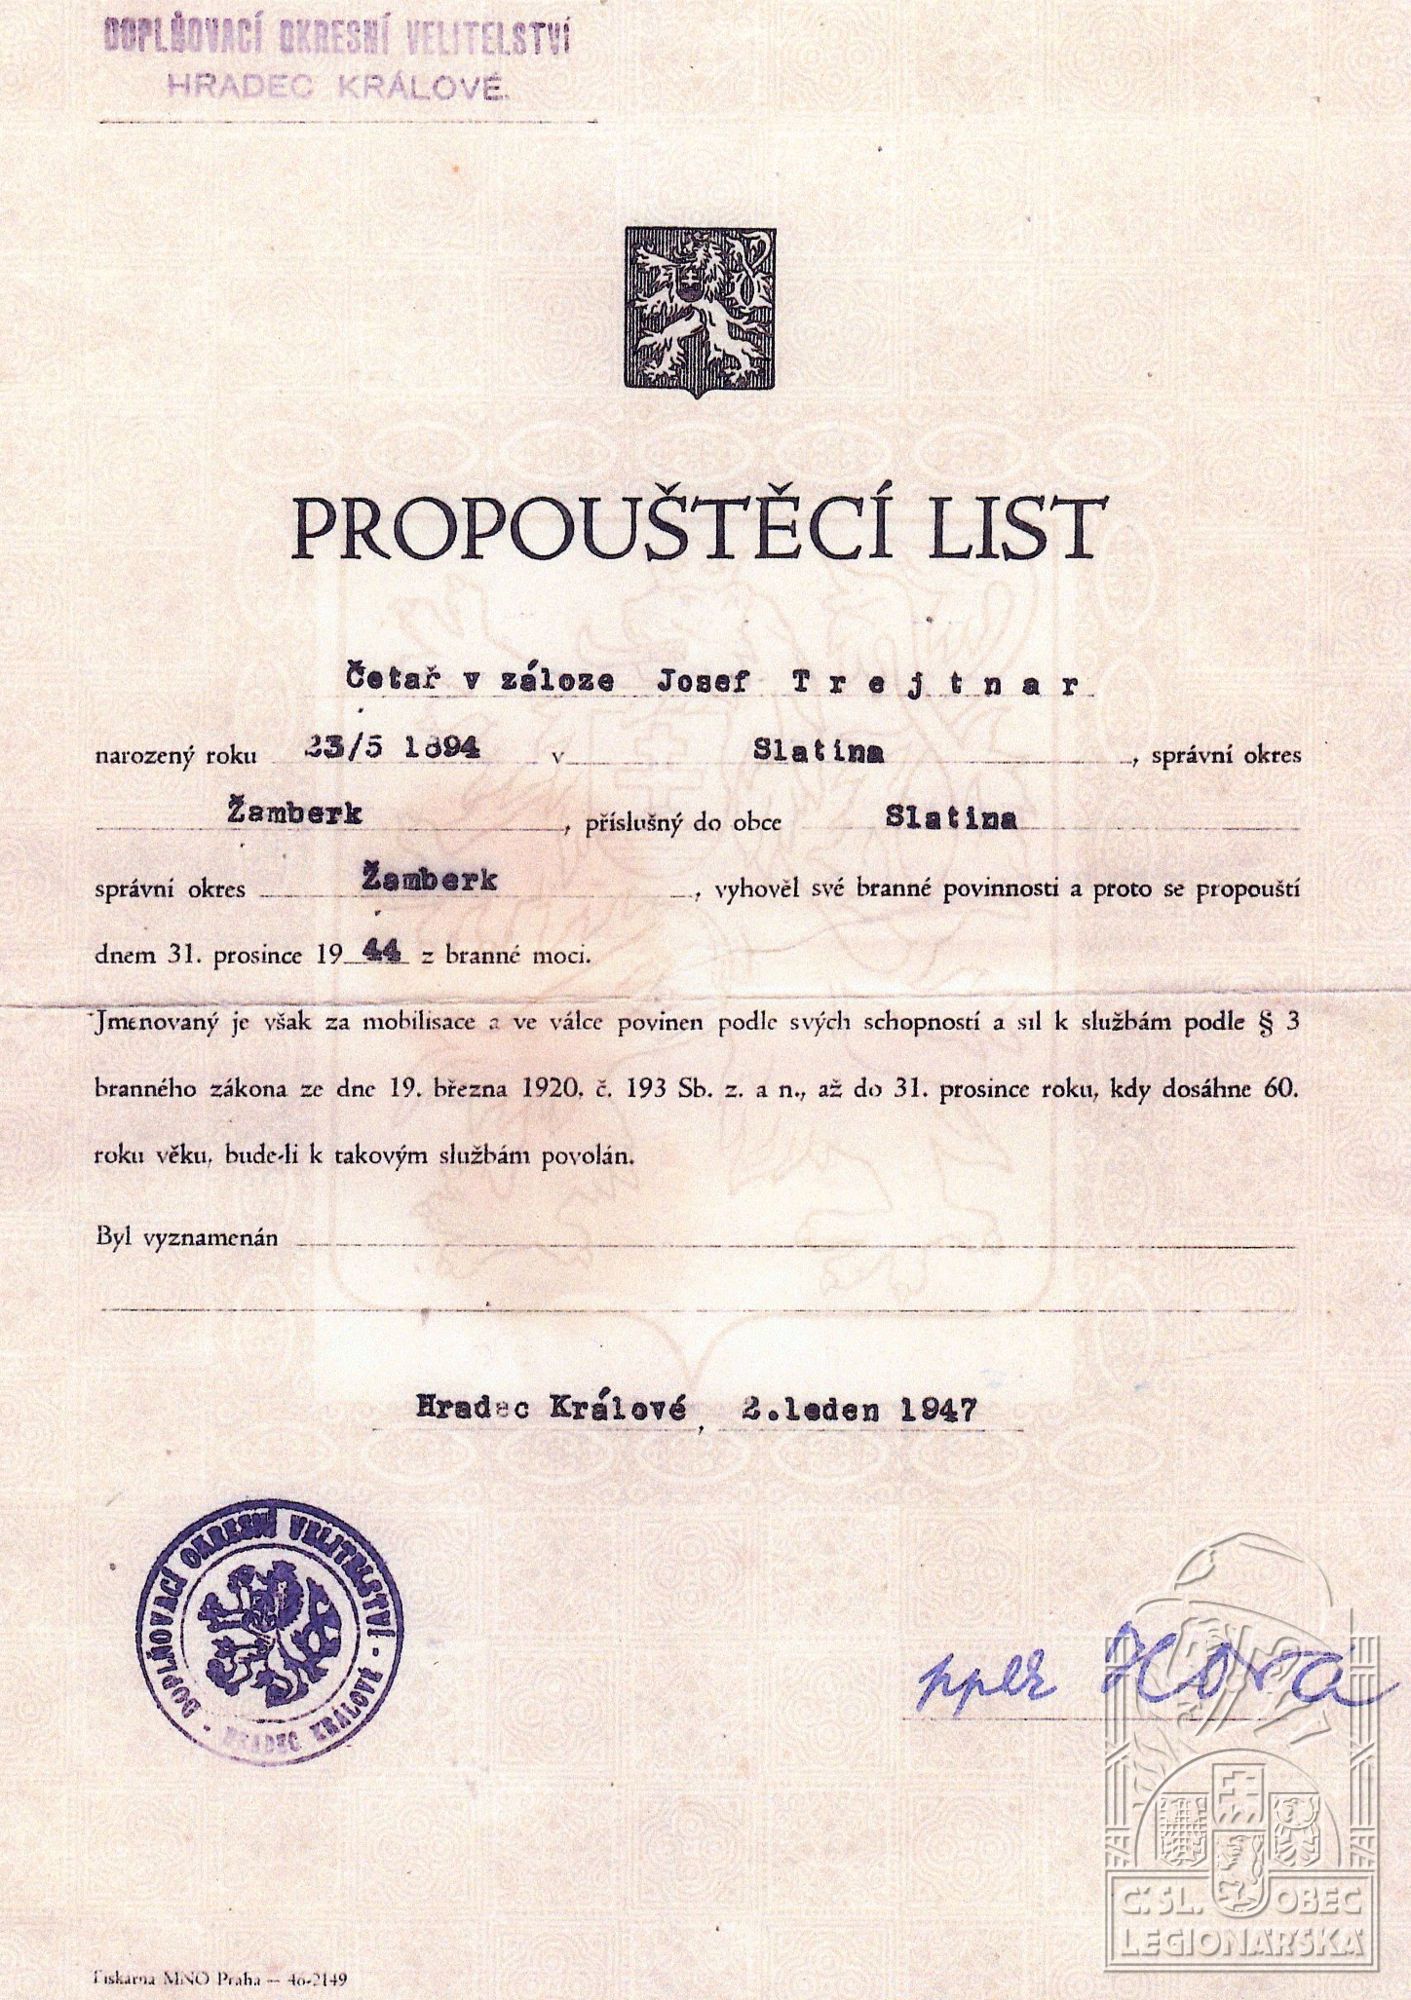 DOPLŇOVACÍ OKRESNÍ VELITELSTVÍ
HRADEC KRÁLOVÉ.
PROPOUŠTĚCÍ LIST
Četař v záloze Josef Trejtnar
narozený roku 23/5 1894 v Slatina, správní okres
Žamberk, příslušný do obce Slatina
správní okres Žamberk, vyhověl své branné povinnosti a proto se propouští
dnem 31. prosince 1944 z branné moci.
Jmenovaný je však za mobilisace a ve válce povinen podle svých schopností a sil k službám podle § 3
branného zákona ze dne 19. března 1920, č. 193 Sb. z. a n., až do 31. prosince roku, kdy dosáhne 60.
roku věku, bude-li k takovým službám povolán.
Byl vyznamenán
Hradec Králové, 2.leden 1947
DOPLŇOVACÍ OKRESNÍ VELITELSTVÍ · HRADEC KRÁLOVÉ ·
pplk Hora
Č. SL. OBEC
LEGIONÁŘSKÁ
Tiskárna MNO Praha — 46-2149